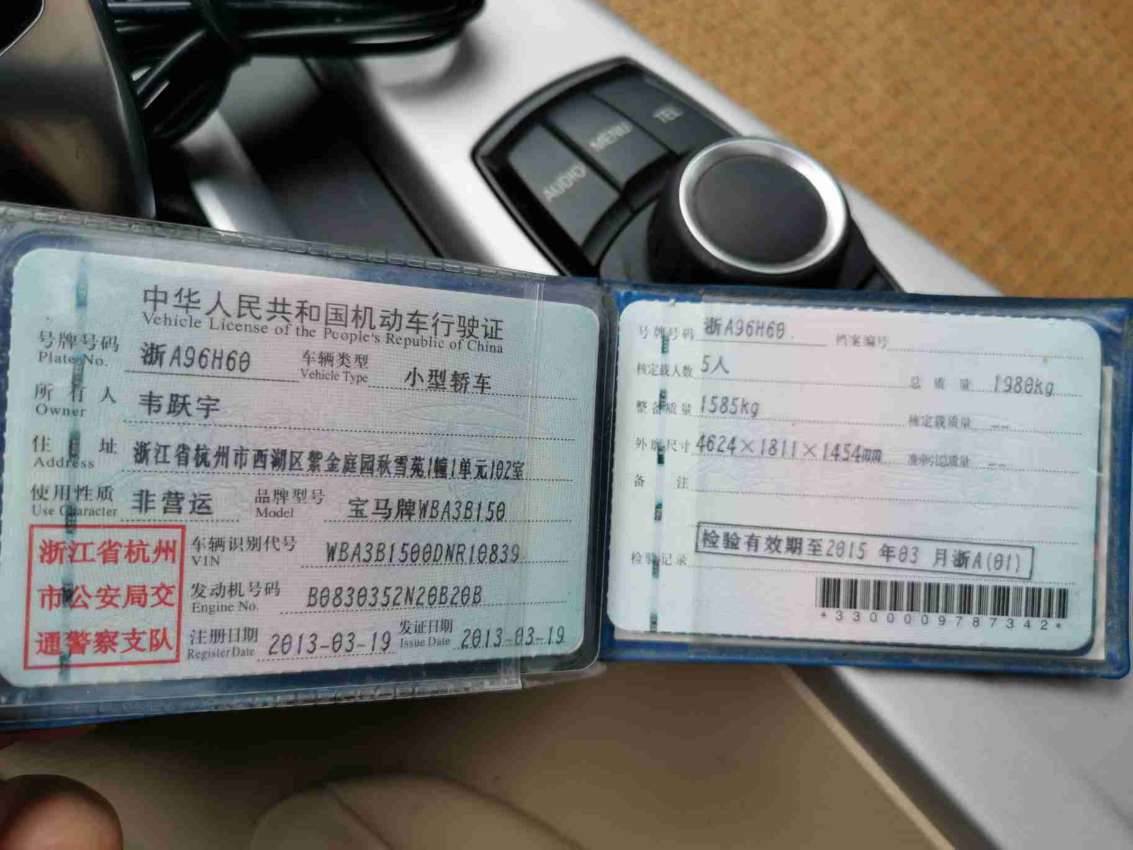 AUDIO
MENU
TEL
中华人民共和国机动车行驶证
Vehicle License of the People's Republic of China
号牌号码 浙A96H60 车辆类型 小型轿车
Plate No. Vehicle Type
所有人 韦跃宇
Owner
住址 浙江省杭州市西湖区紫金庭园秋雪苑1幢1单元102室
Address
使用性质 非营运 品牌型号 宝马牌WBA3B150
Use Character Model
浙江省杭州
市公安局交
通警察支队
车辆识别代号 WBA3B1500DNR10839
VIN
发动机号码 B0830352N20B20B
Engine No.
注册日期 2013-03-19 发证日期 2013-03-19
Register Date Issue Date
号牌号码 浙A96H60 档案编号
核定载人数 5人 总质量 1980kg
整备质量 1585kg 核定载质量 --
外廓尺寸 4624×1811×1454mm 准牵引总质量 --
备注
检验记录 检验有效期至2015 年03 月浙A(01)
*3300009787342*